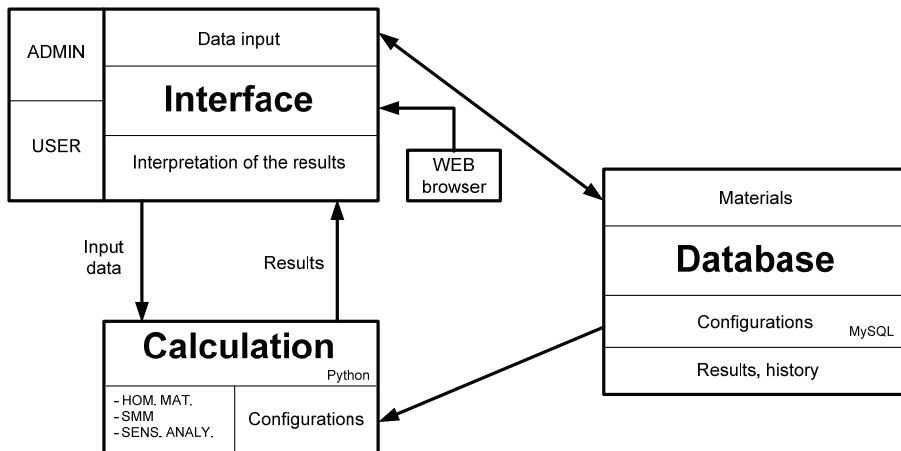 ADMIN
USER
Data input
Interface
Interpretation of the results
WEB
browser
Input
data
Results
Materials
Database
Configurations
MySQL
Results, history
Calculation
Python
-HOM. MAT.
-SMM
-SENS. ANALY.
Configurations